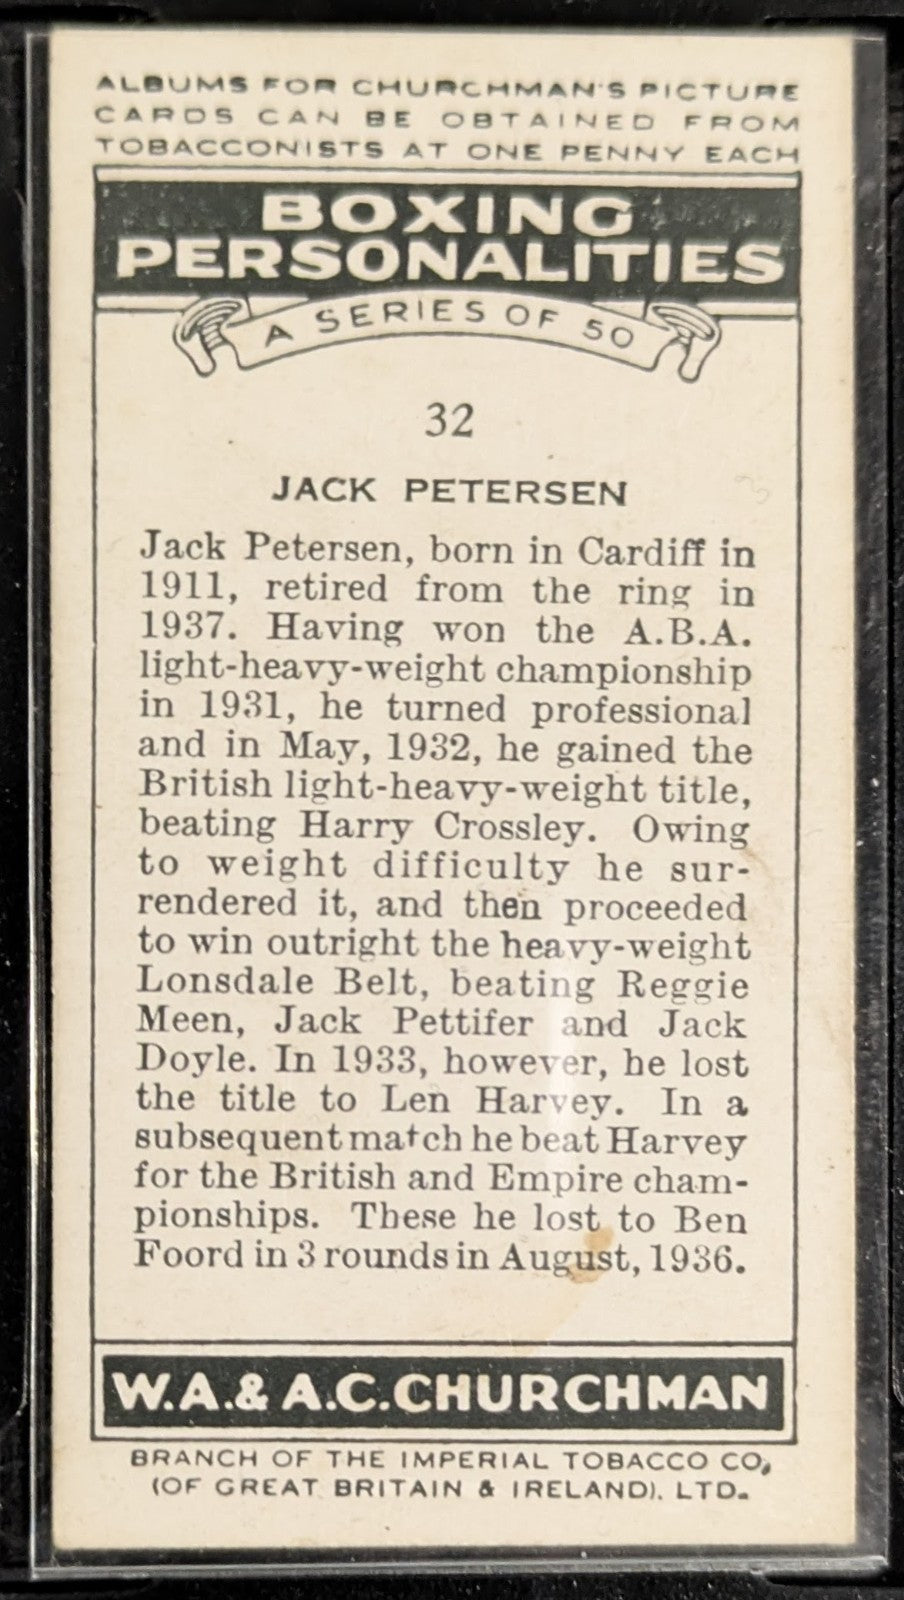 ALBUMS FOR CHURCHMAN'S PICTURE
CARDS CAN BE OBTAINED FROM
TOBACCONISTS AT ONE PENNY EACH
BOXING
PERSONALITIES
A SERIES OF 50
32
JACK PETERSEN
Jack Petersen, born in Cardiff in
1911, retired from the ring in
1937. Having won the A.B.A.
light-heavy-weight championship
in 1931, he turned professional
and in May, 1932, he gained the
British light-heavy-weight title,
beating Harry Crossley. Owing
to weight difficulty he sur-
rendered it, and then proceeded
to win outright the heavy-weight
Lonsdale Belt, beating Reggie
Meen, Jack Pettifer and Jack
Doyle. In 1933, however, he lost
the title to Len Harvey. In a
subsequent match he beat Harvey
for the British and Empire cham-
pionships. These he lost to Ben
Foord in 3 rounds in August, 1936.
W.A.& A.C.CHURCHMAN
BRANCH OF THE IMPERIAL TOBACCO CO,
(OF GREAT BRITAIN & IRELAND), LTD.